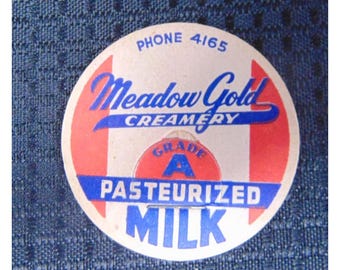 PHONE 4165
Meadow Gold
CREAMERY
GRADE
A
PASTEURIZED
MILK